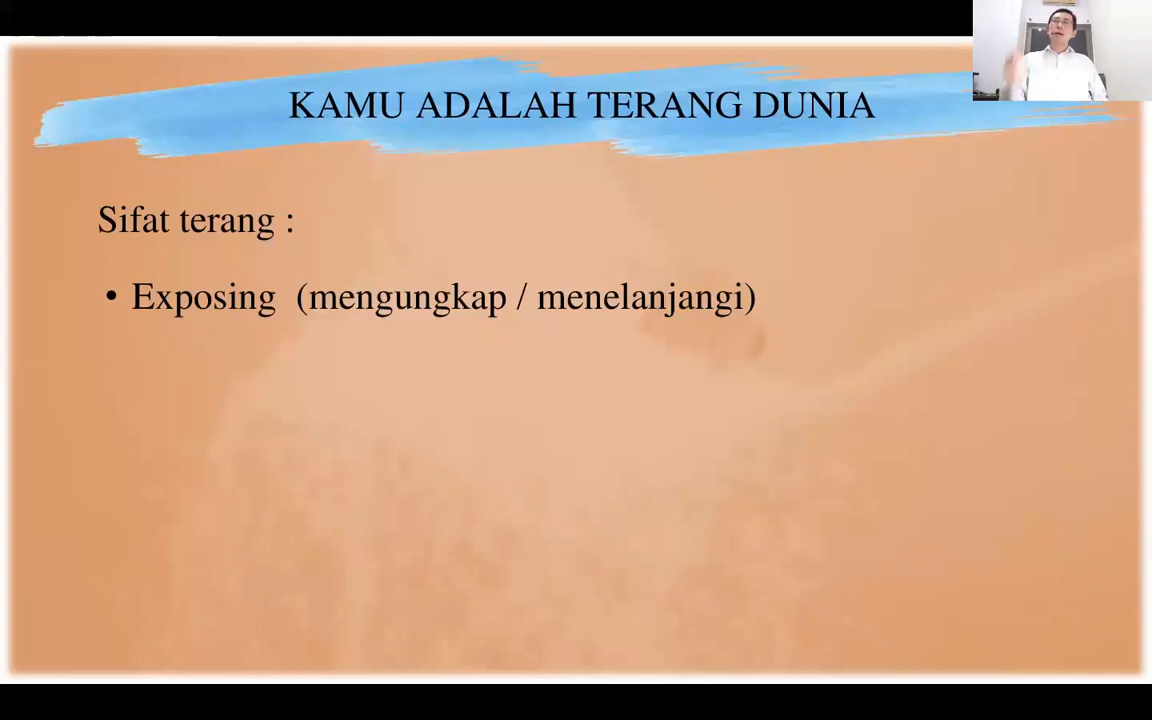 KAMU ADALAH TERANG DUNIA
Sifat terang :
• Exposing (mengungkap / menelanjangi)